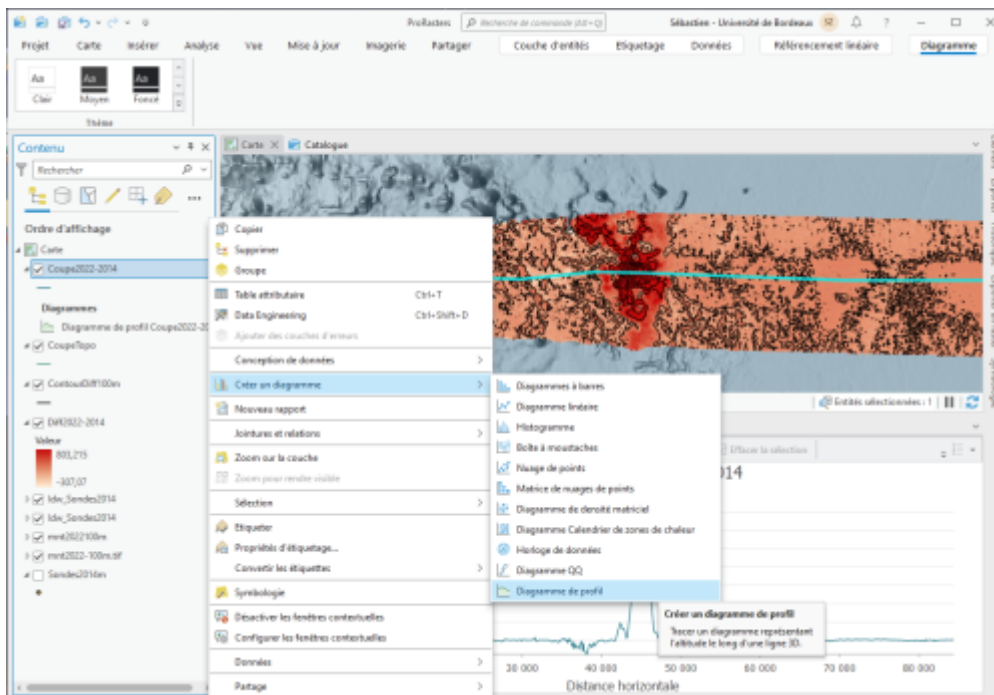 ProRasters
Recherche de commande (Alt+Q)
Sébastien - Université de Bordeaux
Projet Carte Insérer Analyse Vue Mise à jour Imagerie Partager Couche d'entités Etiquetage Données Référencement linéaire Diagramme
Aa Aa Aa
Clair Moyen Foncé
Thème
Contenu
Carte Catalogue
Rechercher
Ordre d'affichage
Carte
Coupe2022-2014
Diagrammes
Diagramme de profil Coupe2022-20
CoupeTopo
ContourDiff100m
Diff2022-2014
Valeur
803,215
-307,07
Idw_Sondes2014
Idw_Sondes2014
mnt2022100m
mnt2022-100m.tif
Sondes2014m
Copier
Supprimer
Groupe
Table attributaire Ctrl+T
Data Engineering Ctrl+Shift+D
Ajouter des couches d'erreurs
Conception de données
Créer un diagramme
Nouveau rapport
Jointures et relations
Zoom sur la couche
Zoom pour rendre visible
Sélection
Etiqueter
Propriétés d'étiquetage...
Convertir les étiquettes
Symbologie
Désactiver les fenêtres contextuelles
Configurer les fenêtres contextuelles
Données
Partage
Diagrammes à barres
Diagramme linéaire
Histogramme
Boîte à moustaches
Nuage de points
Matrice de nuages de points
Diagramme de densité matriciel
Diagramme Calendrier de zones de chaleur
Horloge de données
Diagramme QQ
Diagramme de profil
Entités sélectionnées : 1
Effacer la sélection
014
Créer un diagramme de profil
Tracer un diagramme représentant
l'altitude le long d'une ligne 3D.
30 000 40 000 50 000 60 000 70 000 80 000
Distance horizontale